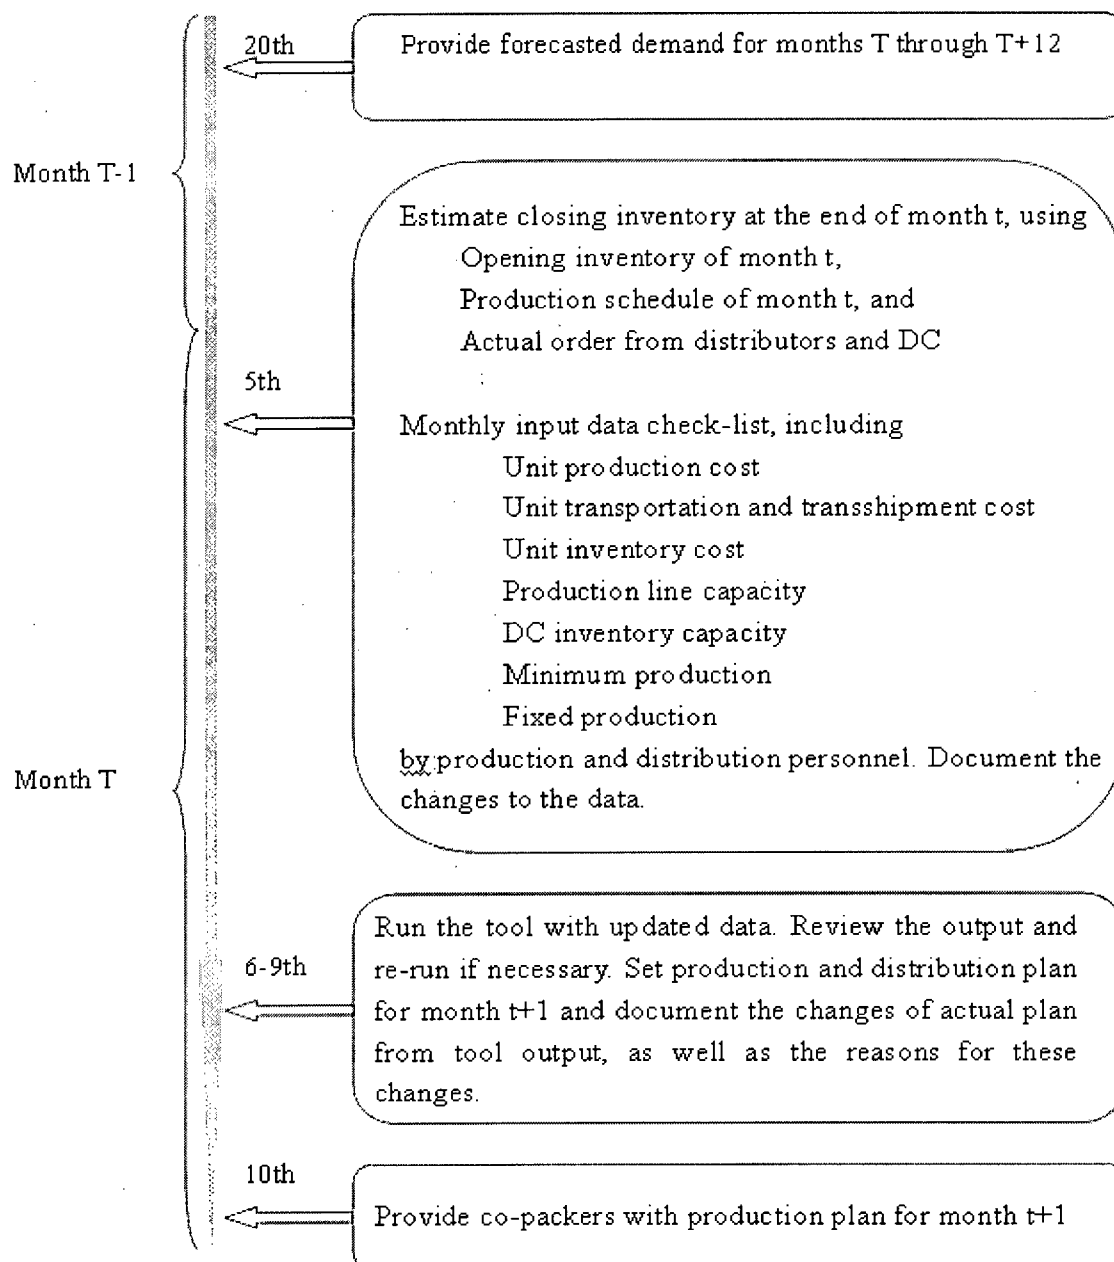 20th
Provide forecasted demand for months T through T+12
Month T-1
Estimate closing inventory at the end of month t, using
Opening inventory of month t,
Production schedule of month t, and
Actual order from distributors and DC
5th
Monthly input data check-list, including
Unit production cost
Unit transportation and transshipment cost
Unit inventory cost
Production line capacity
DC inventory capacity
Minimum production
Fixed production
by production and distribution personnel. Document the
changes to the data.
Month T
6-9th
Run the tool with updated data. Review the output and
re-run if necessary. Set production and distribution plan
for month t+1 and document the changes of actual plan
from tool output, as well as the reasons for these
changes.
10th
Provide co-packers with production plan for month t+1